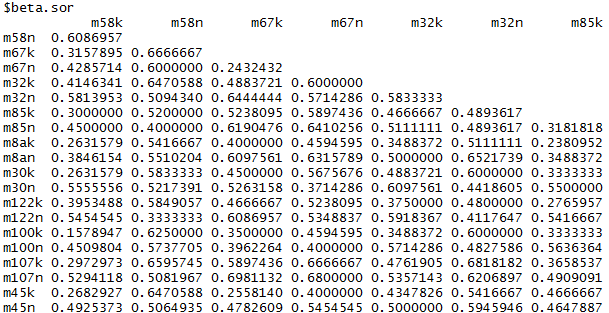 $beta.sor
m58k m58n m67k m67n m32k m32n m85k
m58n 0.6086957
m67k 0.3157895 0.6666667
m67n 0.4285714 0.6000000 0.2432432
m32k 0.4146341 0.6470588 0.4883721 0.6000000
m32n 0.5813953 0.5094340 0.6444444 0.5714286 0.5833333
m85k 0.3000000 0.5200000 0.5238095 0.5897436 0.4666667 0.4893617
m85n 0.4500000 0.4000000 0.6190476 0.6410256 0.5111111 0.4893617 0.3181818
m8ak 0.2631579 0.5416667 0.4000000 0.4594595 0.3488372 0.5111111 0.2380952
m8an 0.3846154 0.5510204 0.6097561 0.6315789 0.5000000 0.6521739 0.3488372
m30k 0.2631579 0.5833333 0.4500000 0.5675676 0.4883721 0.6000000 0.3333333
m30n 0.5555556 0.5217391 0.5263158 0.3714286 0.6097561 0.4418605 0.5500000
m122k 0.3953488 0.5849057 0.4666667 0.5238095 0.3750000 0.4800000 0.2765957
m122n 0.5454545 0.3333333 0.6086957 0.5348837 0.5918367 0.4117647 0.5416667
m100k 0.1578947 0.6250000 0.3500000 0.4594595 0.3488372 0.6000000 0.3333333
m100n 0.4509804 0.5737705 0.3962264 0.4000000 0.5714286 0.4827586 0.5636364
m107k 0.2972973 0.6595745 0.5897436 0.6666667 0.4761905 0.6818182 0.3658537
m107n 0.5294118 0.5081967 0.6981132 0.6800000 0.5357143 0.6206897 0.4909091
m45k 0.2682927 0.6470588 0.2558140 0.4000000 0.4347826 0.5416667 0.4666667
m45n 0.4925373 0.5064935 0.4782609 0.5454545 0.5000000 0.5945946 0.4647887